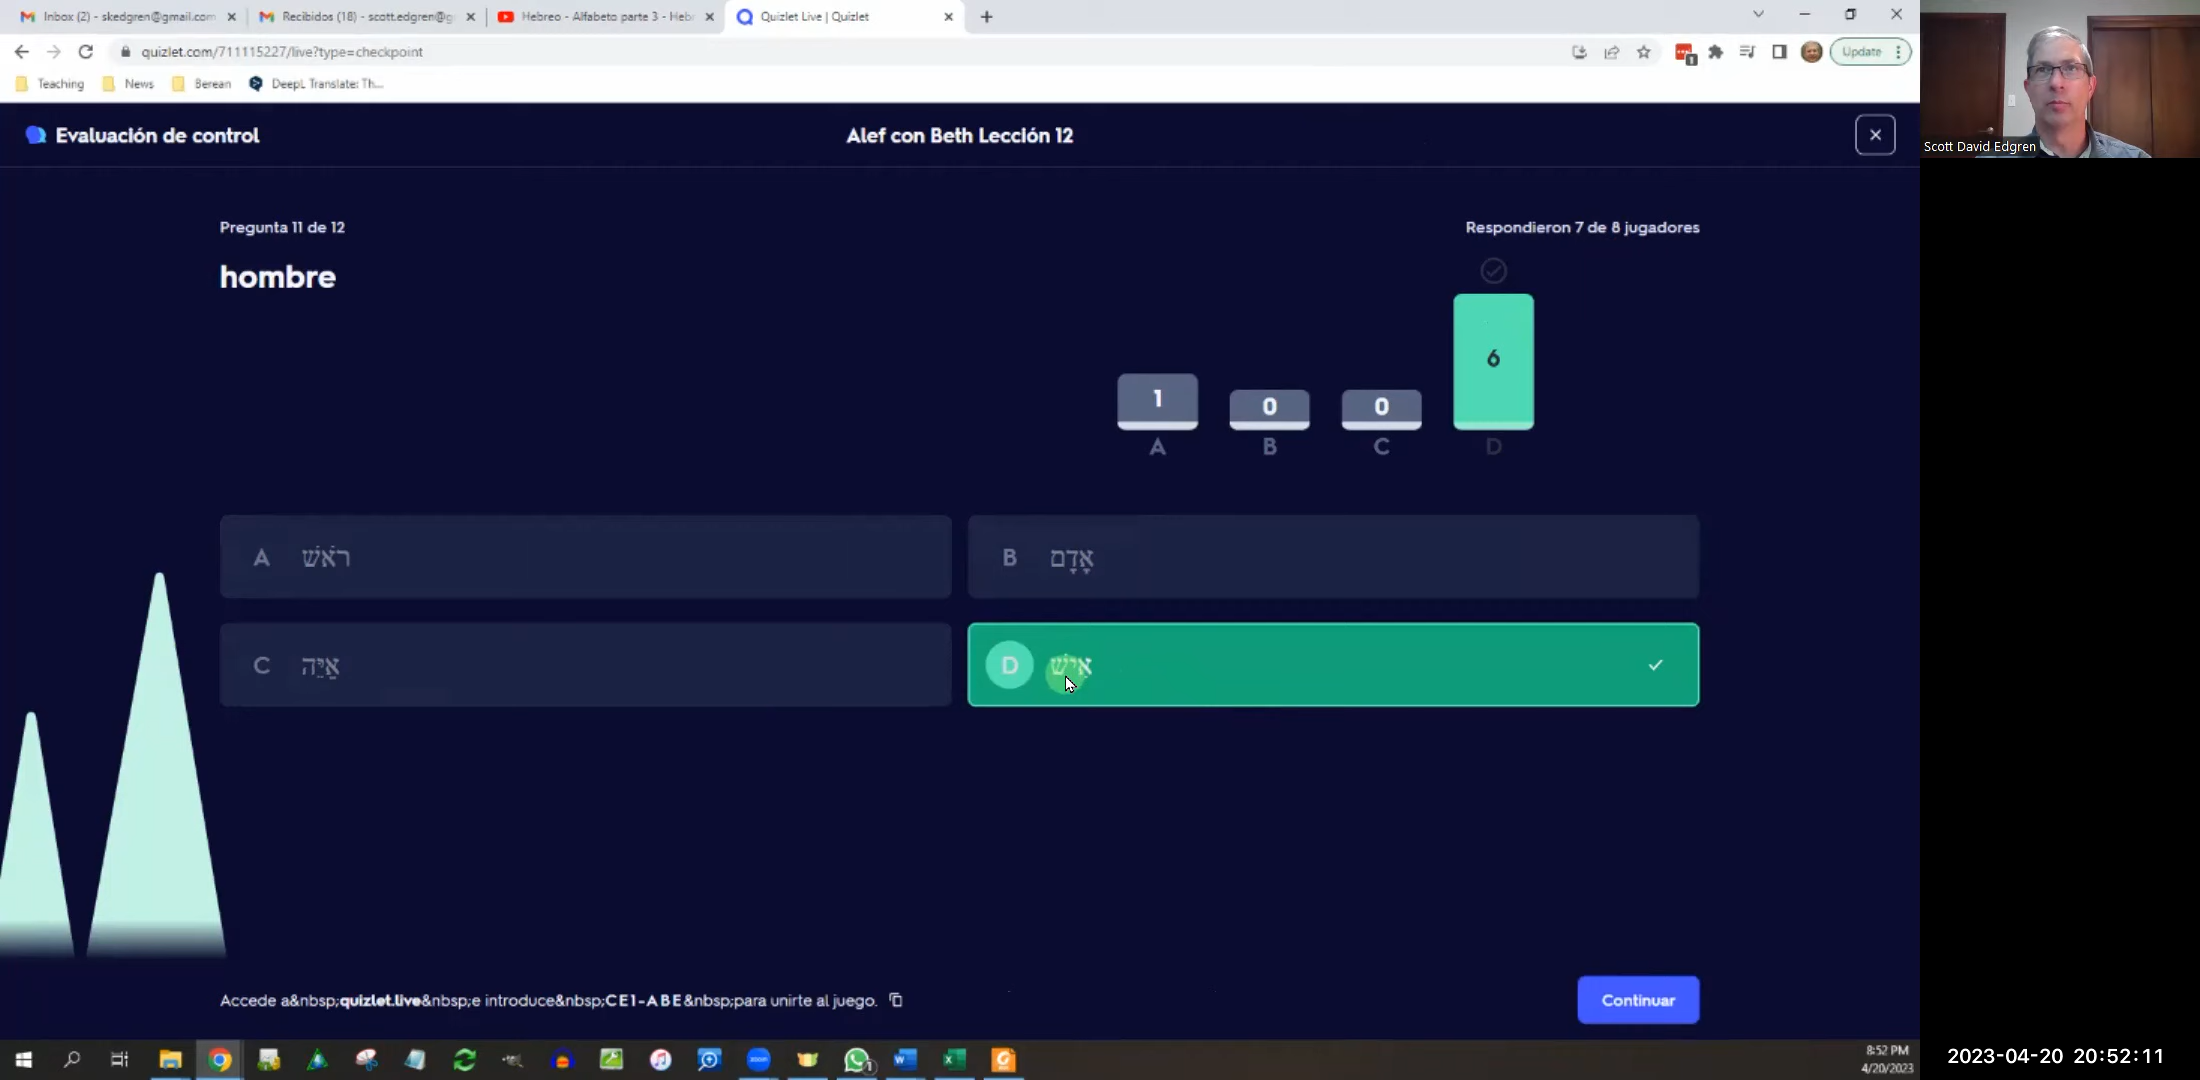 Inbox (2) - skedgren@gmail.com
Recibidos (18) - scott.edgren@g
Hebreo - Alfabeto parte 3 - Heb
Quizlet Live | Quizlet
quizlet.com/711115227/live?type=checkpoint
Update
Teaching
News
Berean
DeepL Translate: Th...
Scott David Edgren
Evaluación de control
Alef con Beth Lección 12
Pregunta 11 de 12
Respondieron 7 de 8 jugadores
hombre
1 0 0 6
A B C D
A רֹאשׁ
B אָדָם
C אַיֵּה
D אִישׁ
Accede a&nbsp;quizlet.live&nbsp;e introduce&nbsp;CE1-ABE&nbsp;para unirte al juego.
Continuar
zoom
8:52 PM
4/20/2023
2023-04-20 20:52:11